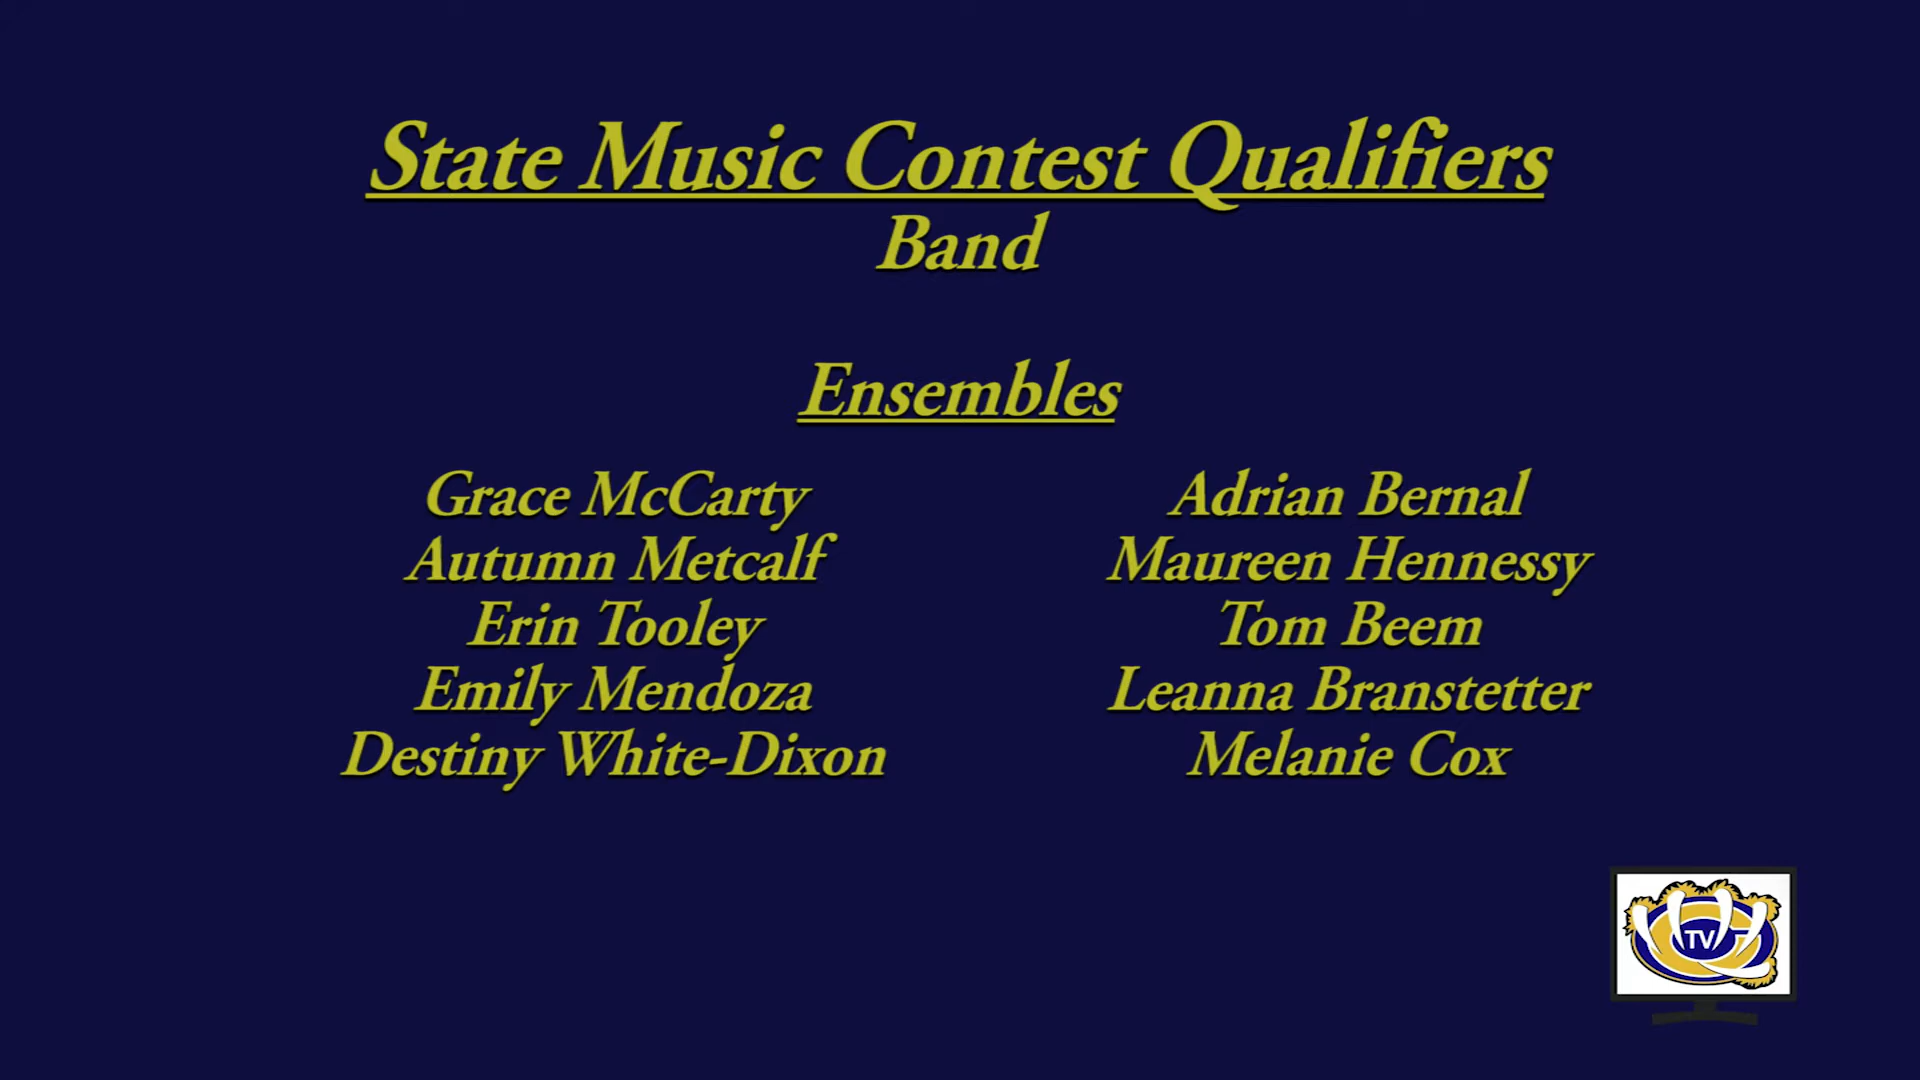 State Music Contest Qualifiers
Band
Ensembles
Grace McCarty
Autumn Metcalf
Erin Tooley
Emily Mendoza
Destiny White-Dixon
Adrian Bernal
Maureen Hennessy
Tom Beem
Leanna Branstetter
Melanie Cox
TV